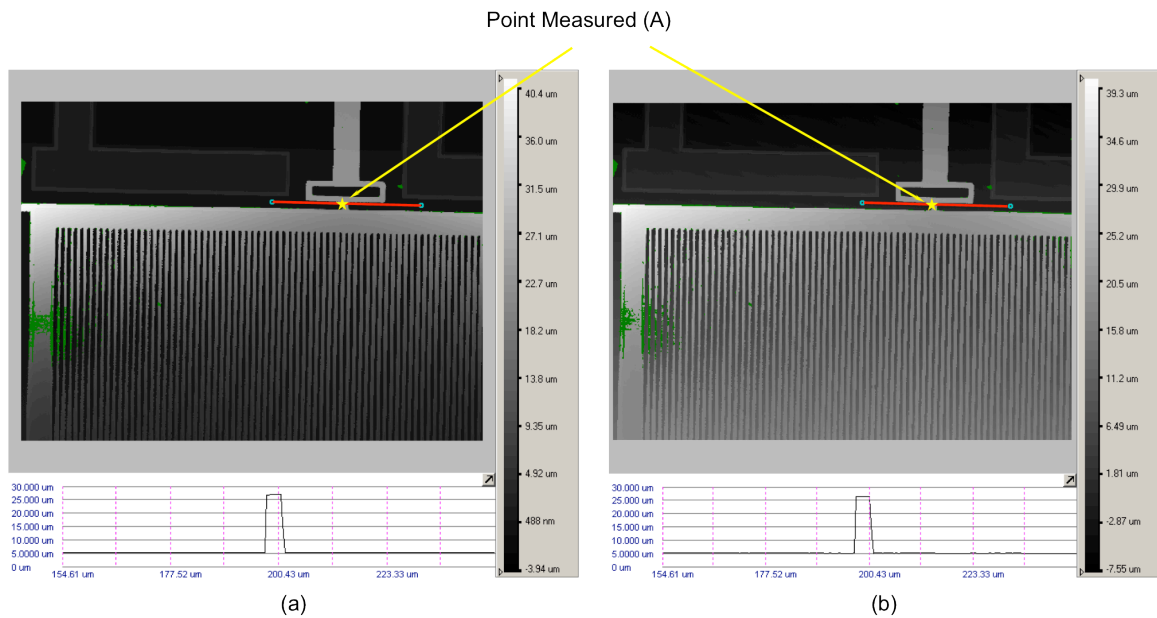 Point Measured (A)
40.4 um
36.0 um
31.5 um
27.1 um
22.7 um
18.2 um
13.8 um
9.35 um
4.92 um
488 nm
-3.94 um
30.000 um
25.000 um
20.000 um
15.000 um
10.000 um
5.0000 um
0 um
154.61 um 177.52 um 200.43 um 223.33 um
(a)
39.3 um
34.6 um
29.9 um
25.2 um
20.5 um
15.8 um
11.2 um
6.49 um
1.81 um
-2.87 um
-7.55 um
30.000 um
25.000 um
20.000 um
15.000 um
10.000 um
5.0000 um
0 um
154.61 um 177.52 um 200.43 um 223.33 um
(b)